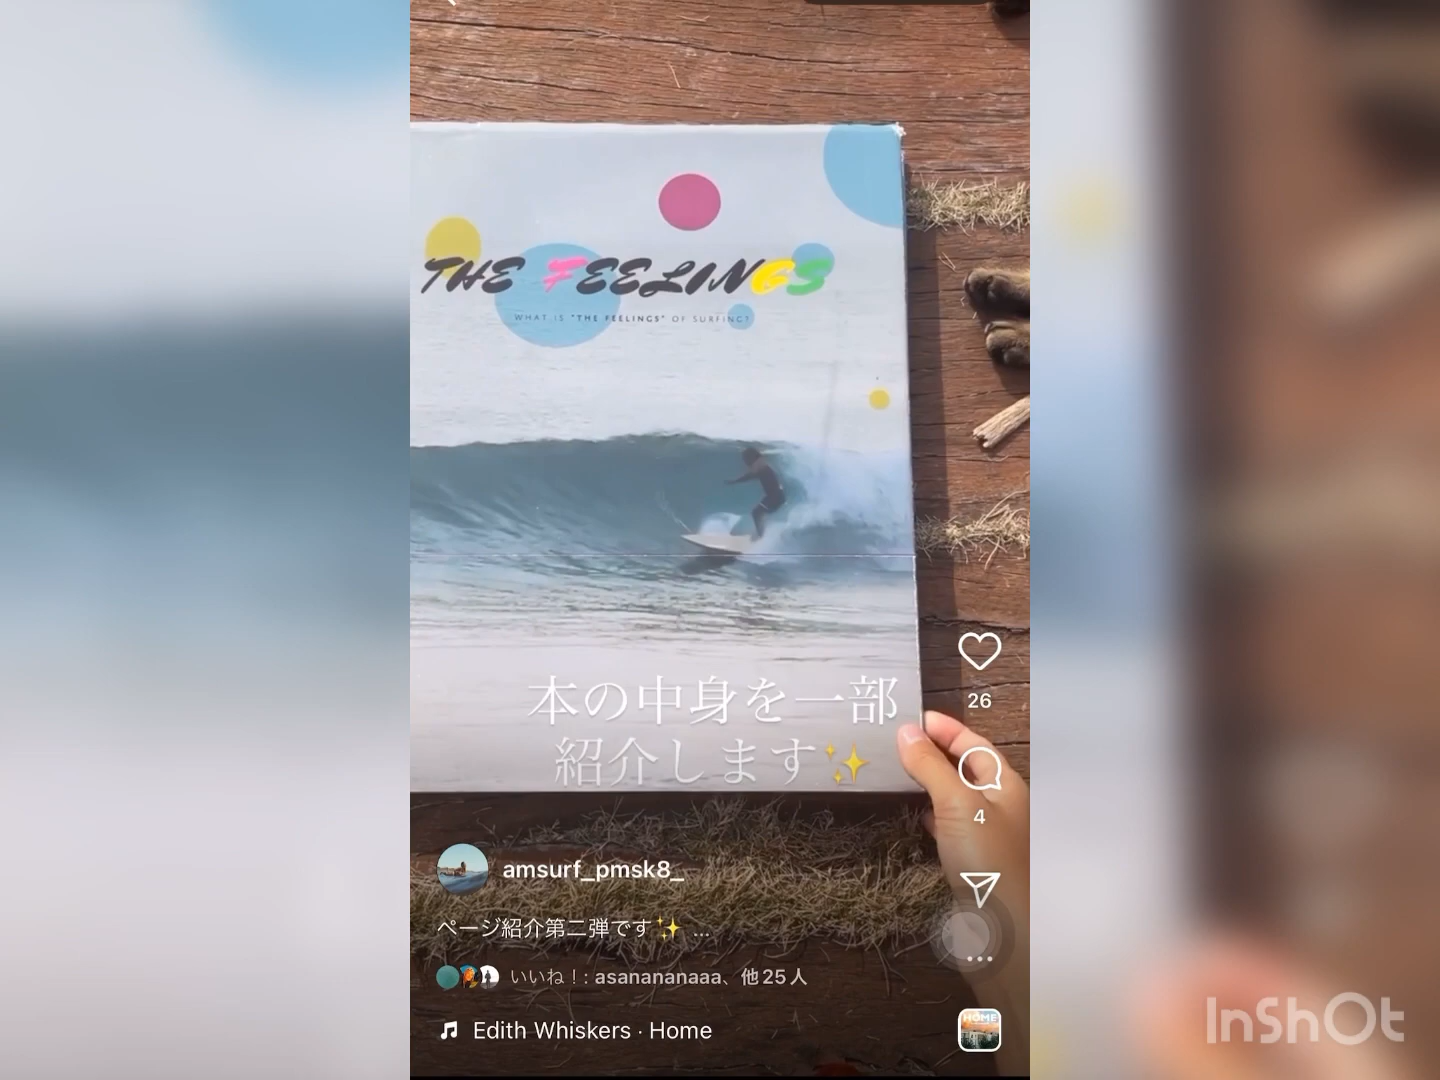 THE FEELINGS
WHAT IS "THE FEELINGS" OF SURFING?
本の中身を一部
紹介します✨
26
4
amsurf_pmsk8_
ページ紹介第二弾です✨ ...
いいね！: asanananaaa、他25人
Edith Whiskers · Home
HOME
InShOt